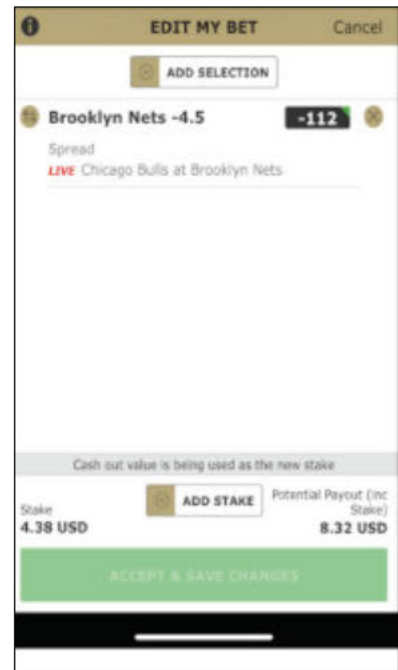 EDIT MY BET Cancel
ADD SELECTION
Brooklyn Nets -4.5 -112
Spread
LIVE Chicago Bulls at Brooklyn Nets
Cash out value is being used as the new stake
Stake
4.38 USD
ADD STAKE
Potential Payout (inc
Stake)
8.32 USD
ACCEPT & SAVE CHANGES